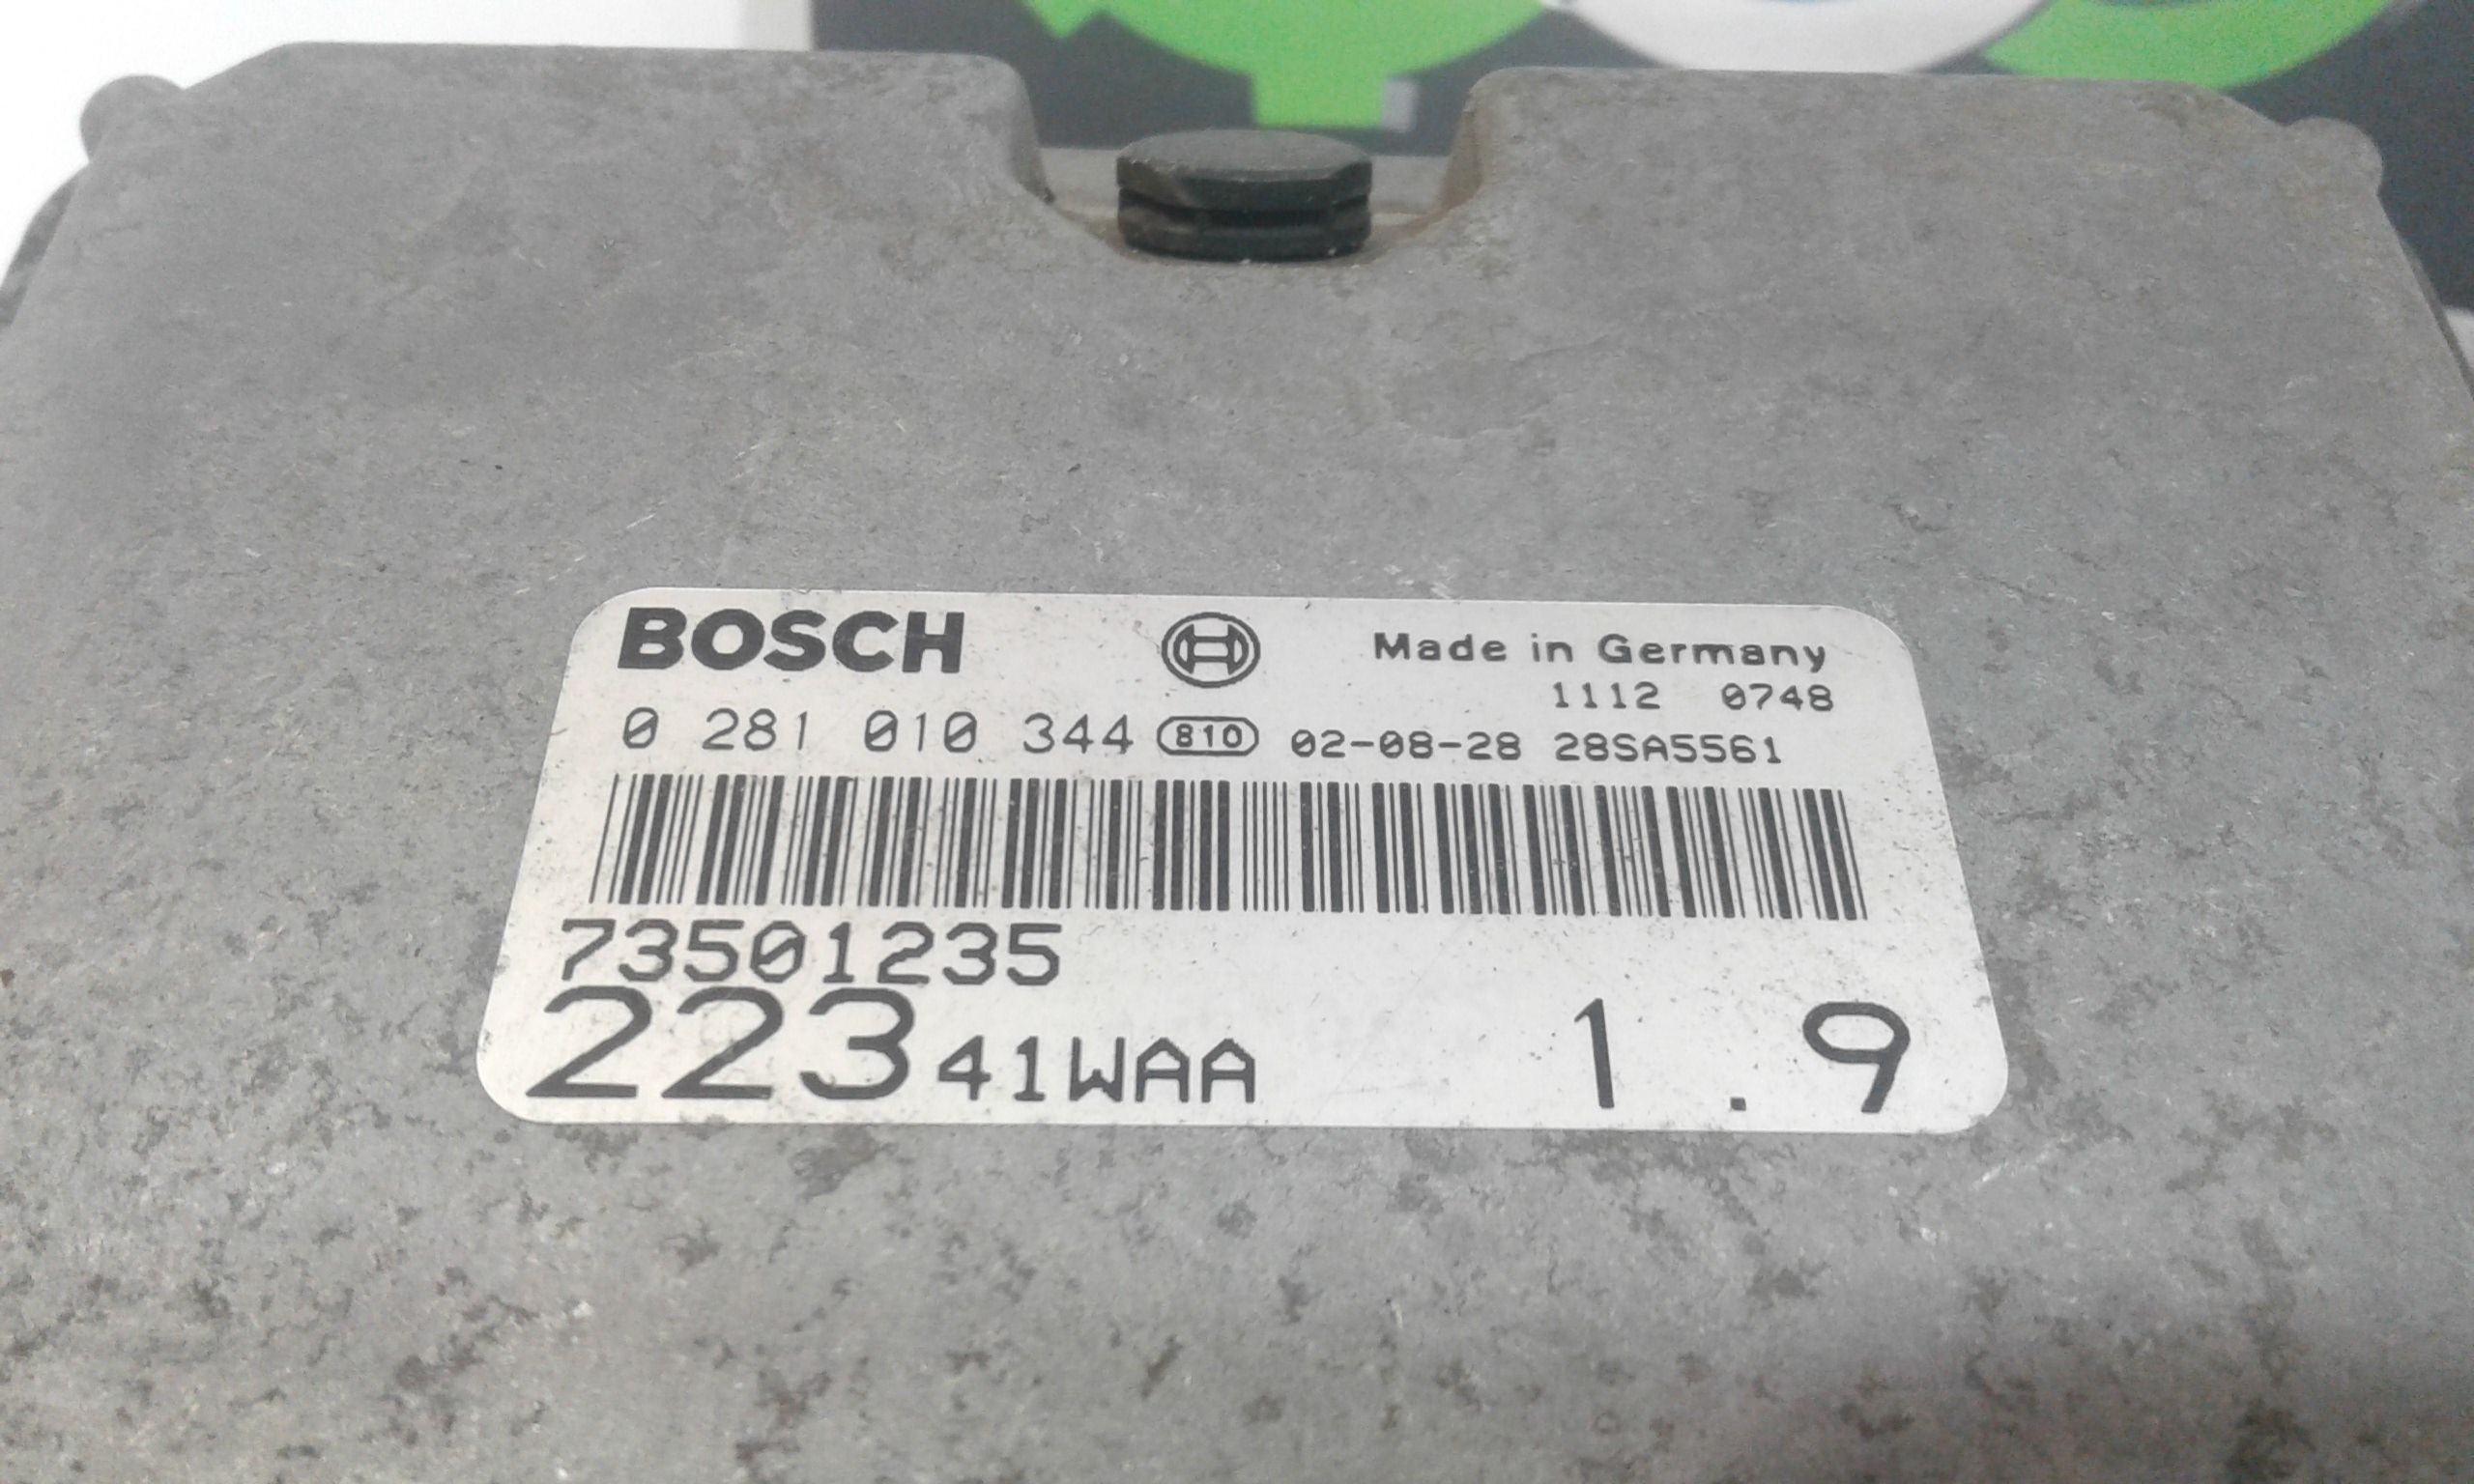 BOSCH Made in Germany
1112 0748
0 281 010 344 810 02-08-28 28SA5561
73501235
223 41WAA 1.9